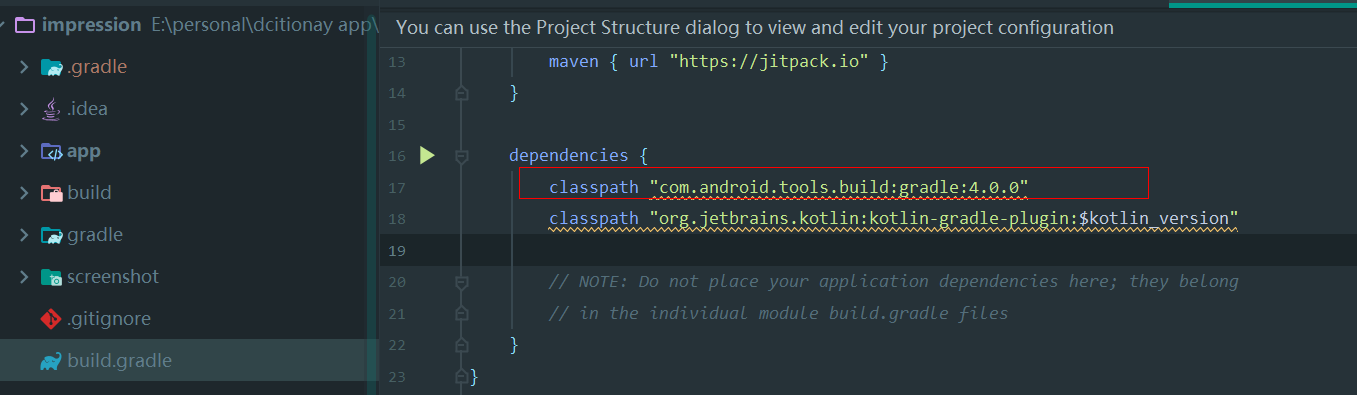 impression E:\personal\dcitionay app\
.gradle
.idea
app
build
gradle
screenshot
.gitignore
build.gradle
You can use the Project Structure dialog to view and edit your project configuration
13 maven { url "https://jitpack.io" }
14 }
15
16 dependencies {
17 classpath "com.android.tools.build:gradle:4.0.0"
18 classpath "org.jetbrains.kotlin:kotlin-gradle-plugin:$kotlin_version"
19
20 // NOTE: Do not place your application dependencies here; they belong
21 // in the individual module build.gradle files
22 }
23 }